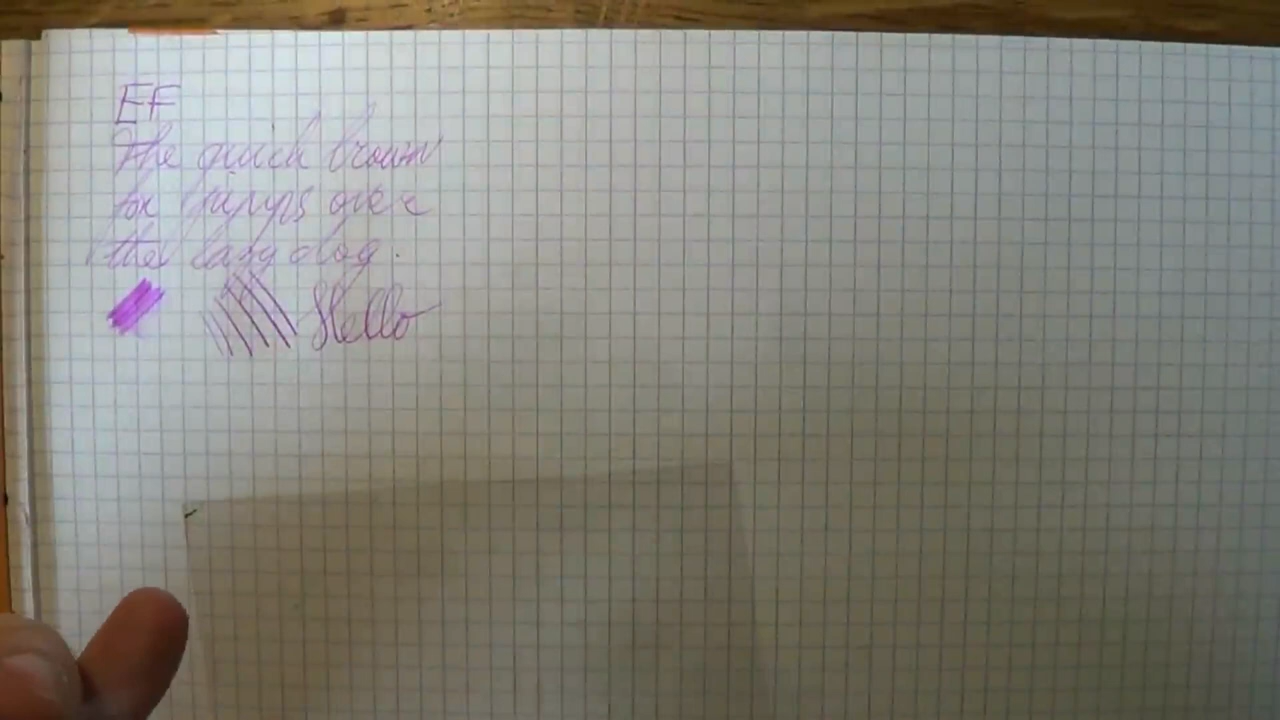 EF
The quick brown
fox jumps over
the lazy dog.
Hello